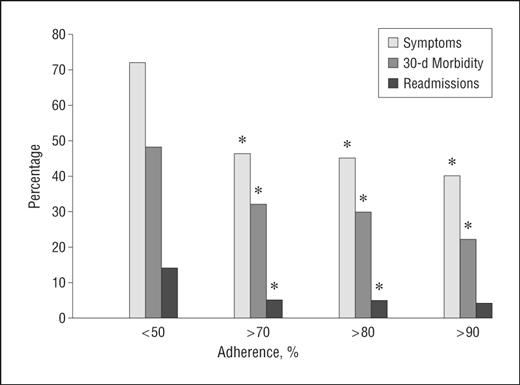 80
70
60
50
40
30
20
10
0
Percentage
Symptoms
30-d Morbidity
Readmissions
* * *
* * *
* *
<50 >70 >80 >90
Adherence, %